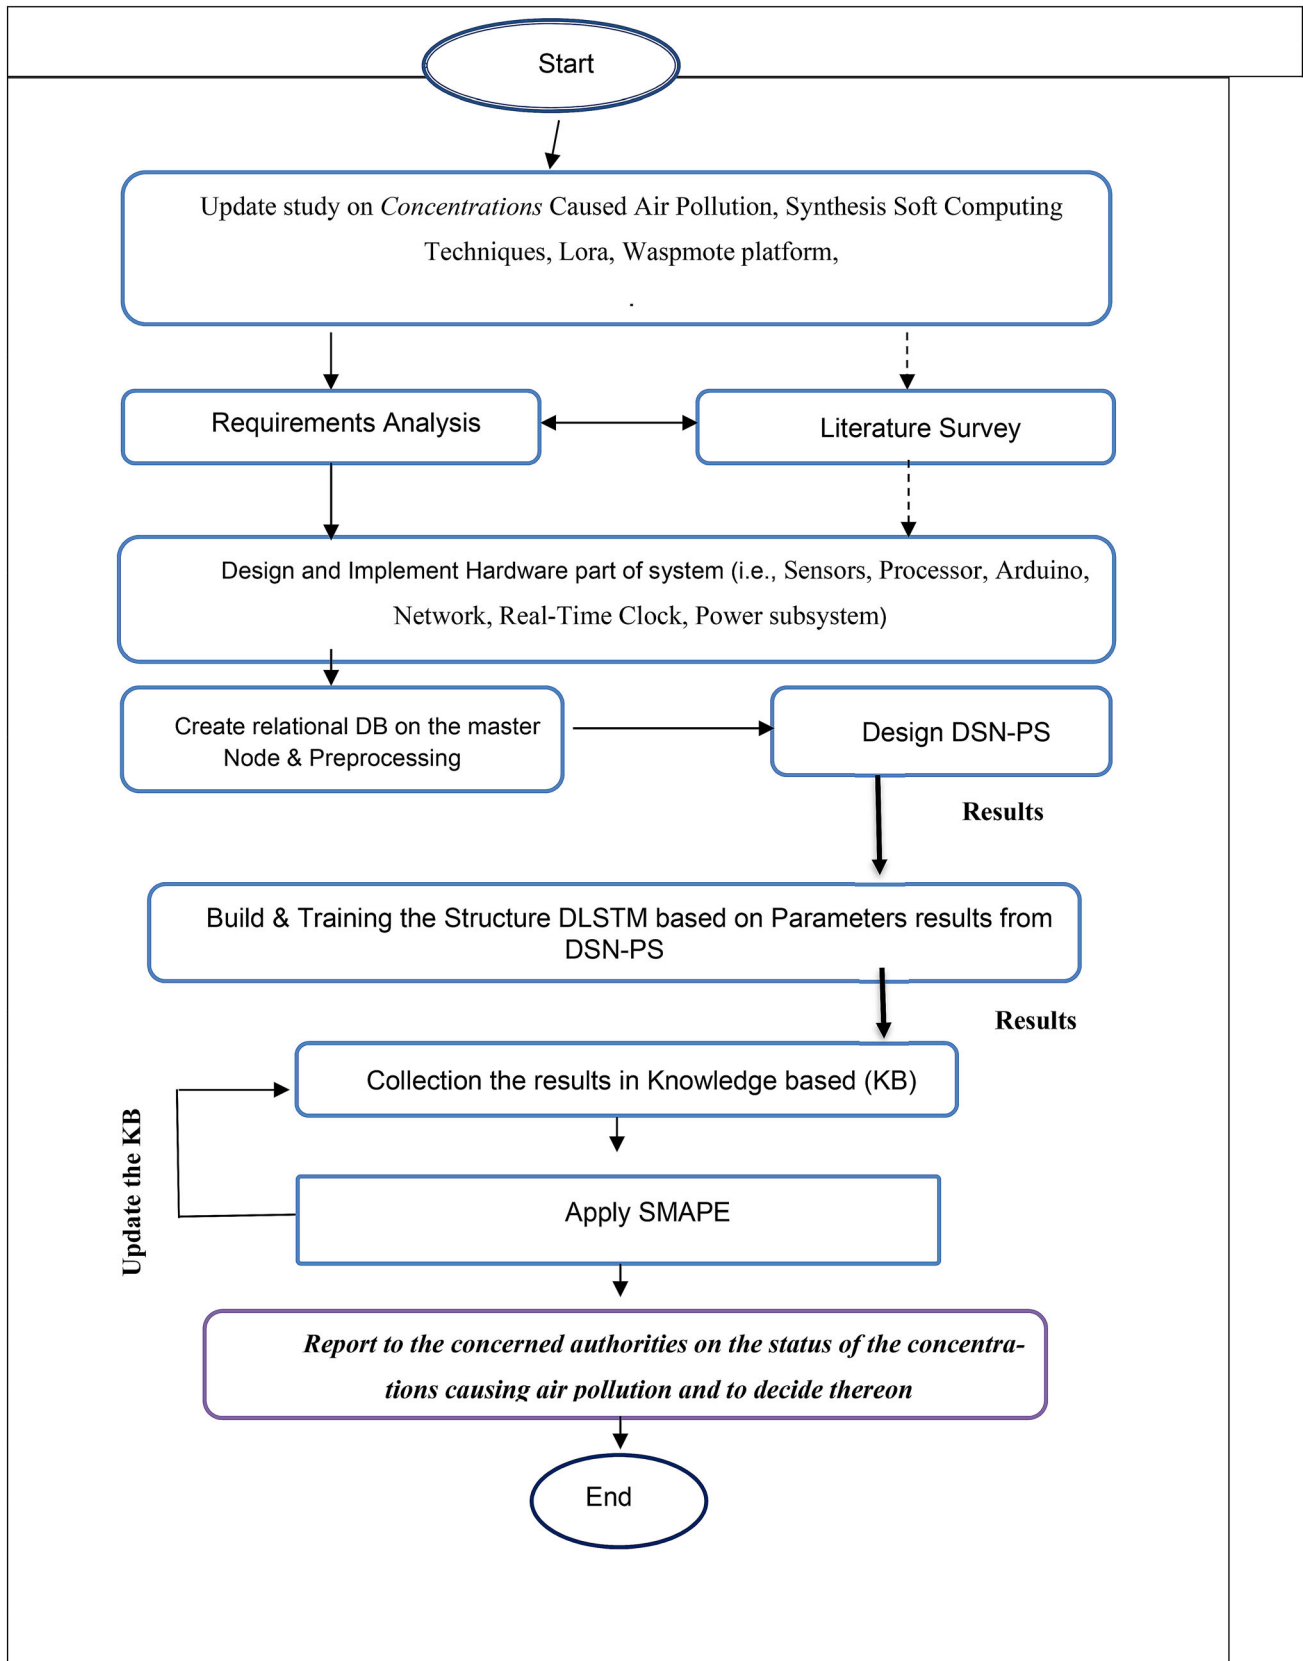 Start
Update study on Concentrations Caused Air Pollution, Synthesis Soft Computing
Techniques, Lora, Waspmote platform,
.
Requirements Analysis
Literature Survey
Design and Implement Hardware part of system (i.e., Sensors, Processor, Arduino,
Network, Real-Time Clock, Power subsystem)
Create relational DB on the master
Node & Preprocessing
Design DSN-PS
Results
Build & Training the Structure DLSTM based on Parameters results from
DSN-PS
Results
Collection the results in Knowledge based (KB)
Update the KB
Apply SMAPE
Report to the concerned authorities on the status of the concentra-
tions causing air pollution and to decide thereon
End